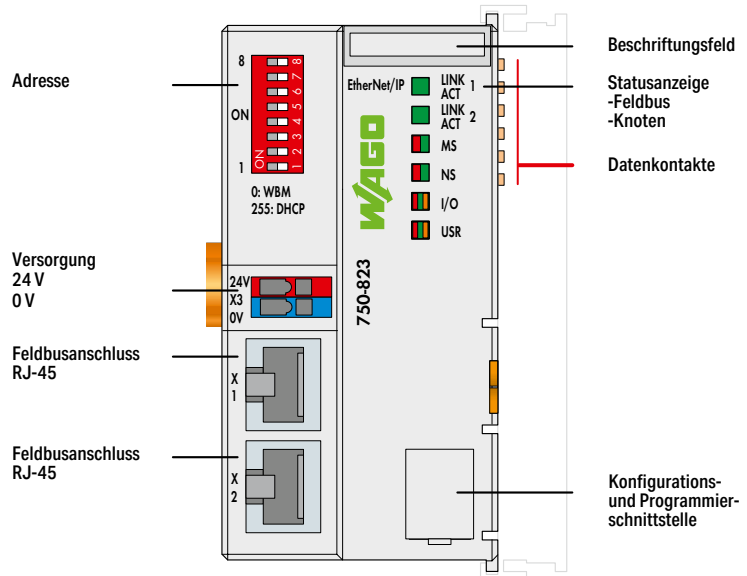 Adresse
8
ON
1
8
7
6
5
4
3
2
1
ON
0: WBM
255: DHCP
Versorgung
24 V
0 V
24V
X3
0V
Feldbusanschluss
RJ-45
X
1
Feldbusanschluss
RJ-45
X
2
EtherNet/IP
LINK
ACT 1
LINK
ACT 2
MS
NS
I/O
USR
WAGO
750-823
Beschriftungsfeld
Statusanzeige
-Feldbus
-Knoten
Datenkontakte
Konfigurations-
und Programmier-
schnittstelle